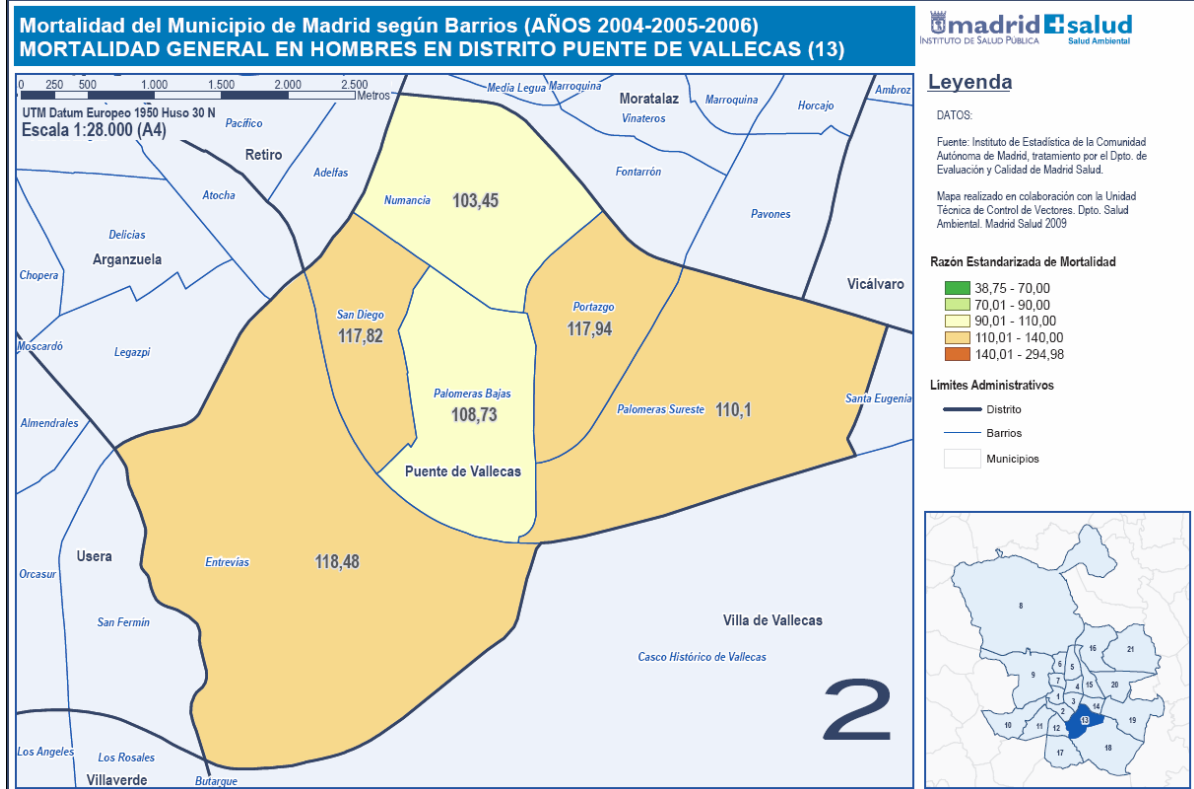 Mortalidad del Municipio de Madrid según Barrios (AÑOS 2004-2005-2006)
MORTALIDAD GENERAL EN HOMBRES EN DISTRITO PUENTE DE VALLECAS (13)
madrid salud
INSTITUTO DE SALUD PÚBLICA Salud Ambiental
0 250 500 1.000 1.500 2.000 2.500
Metros
UTM Datum Europeo 1950 Huso 30 N
Escala 1:28.000 (A4)
Media Legua Marroquina
Moratalaz
Marroquina
Horcajo
Ambroz
Vinateros
Pacífico
Retiro
Adelfas
Fontarrón
Atocha
Numancia 103,45
Pavones
Delicias
Arganzuela
Chopera
Vicálvaro
San Diego
117,82
Portazgo
117,94
Moscardó
Legazpi
Palomeras Bajas
108,73
Palomeras Sureste 110,1
Santa Eugenia
Almendrales
Puente de Vallecas
Usera
Entrevías 118,48
Orcasur
San Fermín
Villa de Vallecas
Casco Histórico de Vallecas
2
Los Angeles
Los Rosales
Villaverde
Butarque
Leyenda
DATOS:
Fuente: Instituto de Estadística de la Comunidad
Autónoma de Madrid, tratamiento por el Dpto. de
Evaluación y Calidad de Madrid Salud.
Mapa realizado en colaboración con la Unidad
Técnica de Control de Vectores. Dpto. Salud
Ambiental. Madrid Salud 2009
Razón Estandarizada de Mortalidad
38,75 - 70,00
70,01 - 90,00
90,01 - 110,00
110,01 - 140,00
140,01 - 294,98
Limites Administrativos
Distrito
Barrios
Municipios
8
16
21
6
5
9
7
4
15
20
1
3
2
14
10
11
12
13
19
17
18